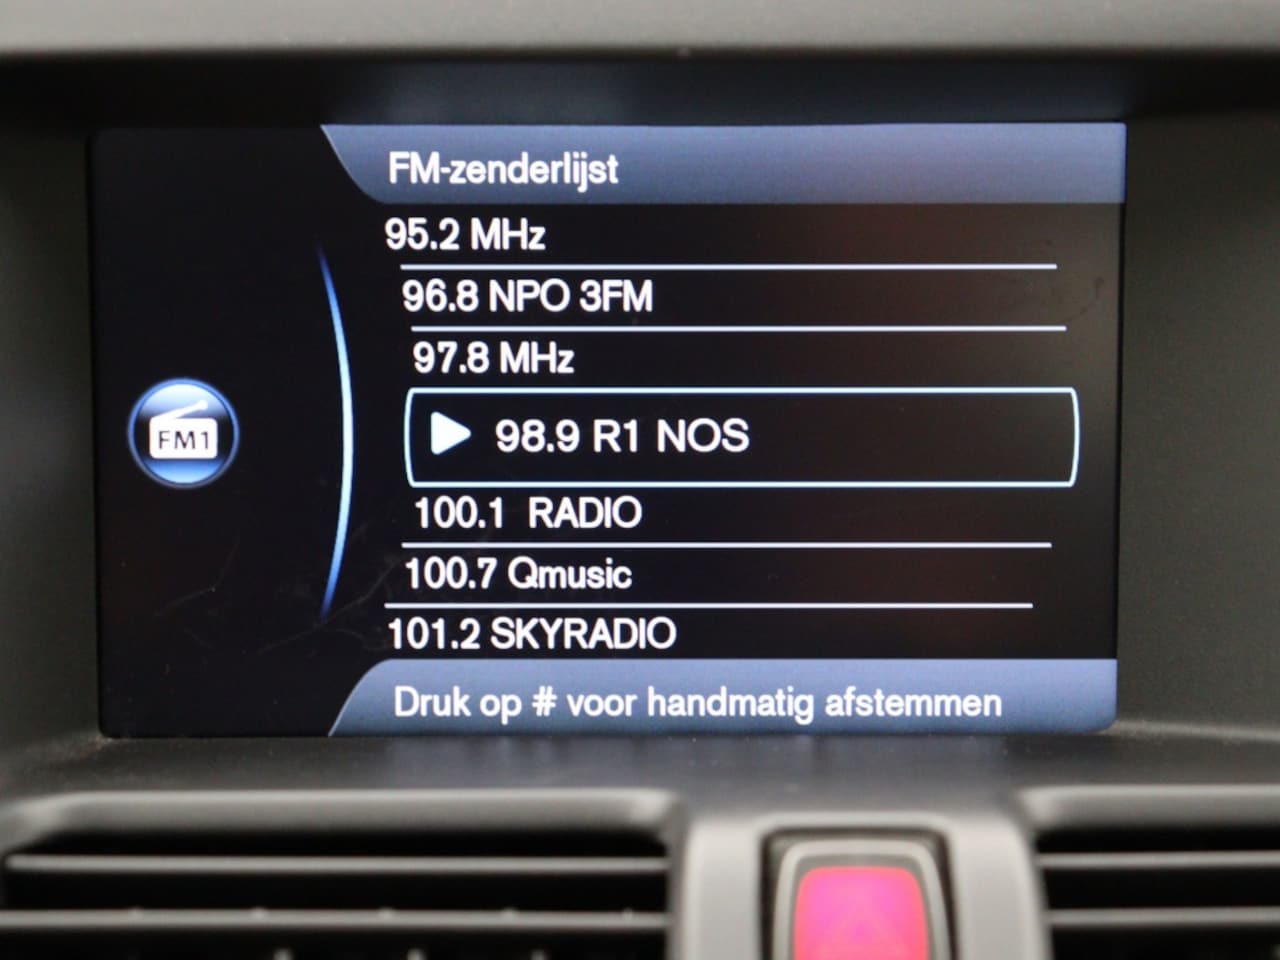 FM-zenderlijst
95.2 MHz
96.8 NPO 3FM
97.8 MHz
FM1
98.9 R1 NOS
100.1  RADIO
100.7 Qmusic
101.2 SKYRADIO
Druk op # voor handmatig afstemmen